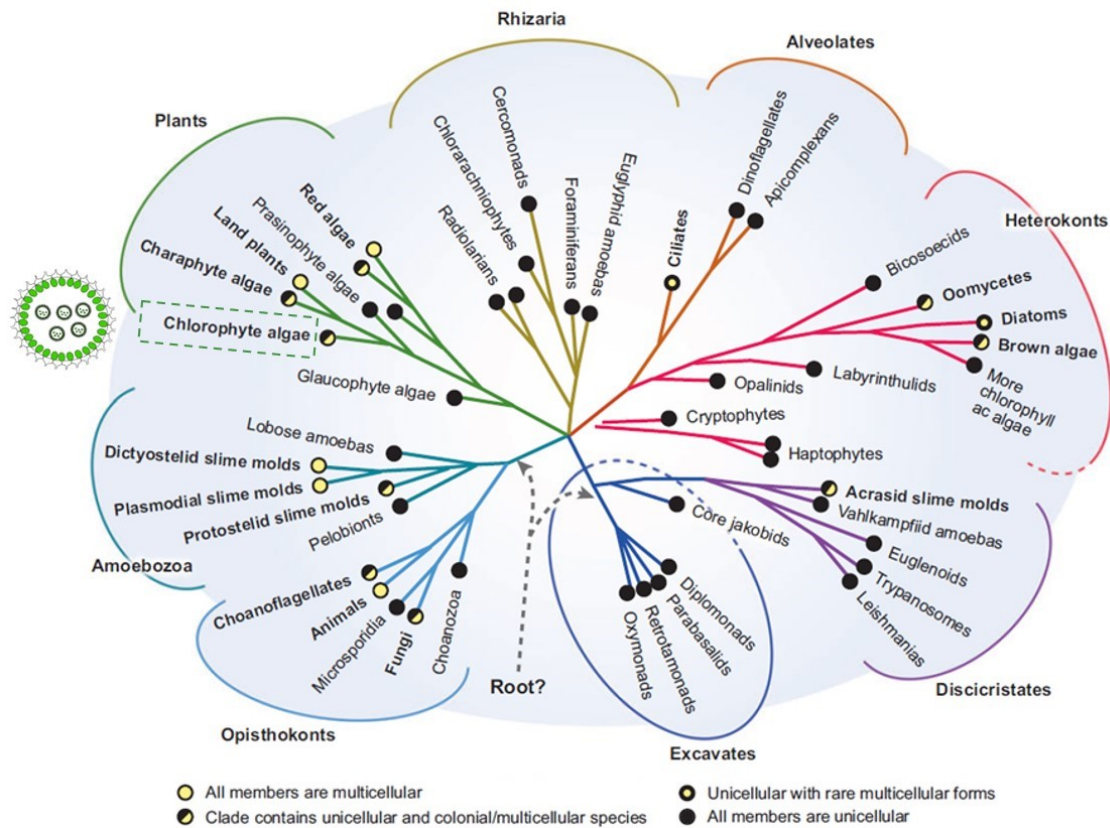 Rhizaria
Alveolates
Plants
Heterokonts
Cercomonads
Chlorarachniophytes
Radiolarians
Foraminiferans
Euglyphid amoebas
Dinoflagellates
Apicomplexans
Ciliates
Red algae
Prasinophyte algae
Land plants
Charaphyte algae
Chlorophyte algae
Glaucophyte algae
Bicosoecids
Oomycetes
Diatoms
Brown algae
More
chlorophyll
ac algae
Labyrinthulids
Opalinids
Cryptophytes
Haptophytes
Lobose amoebas
Dictyostelid slime molds
Plasmodial slime molds
Protostelid slime molds
Pelobionts
Amoebozoa
Acrasid slime molds
Vahlkampfiid amoebas
Euglenoids
Trypanosomes
Leishmanias
Discicristates
Core jakobids
Diplomonads
Parabasalids
Retrotamonads
Oxymonads
Excavates
Choanoflagellates
Animals
Microsporidia
Fungi
Choanozoa
Opisthokonts
Root?
All members are multicellular
Clade contains unicellular and colonial/multicellular species
Unicellular with rare multicellular forms
All members are unicellular